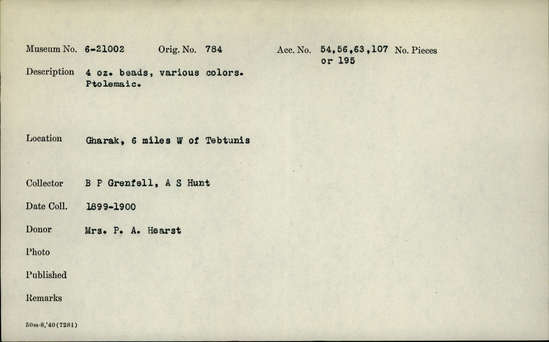 Museum No. 6-21002 Orig. No. 784 Acc. No. 54,56,63,107 No. Pieces
or 195
Description 4 oz. beads, various colors.
Ptolemaic.
Location Gharak, 6 miles W of Tebtunis
Collector B P Grenfell, A S Hunt
Date Coll. 1899-1900
Donor Mrs. P. A. Hearst
Photo
Published
Remarks
50m-8,'40(7281)